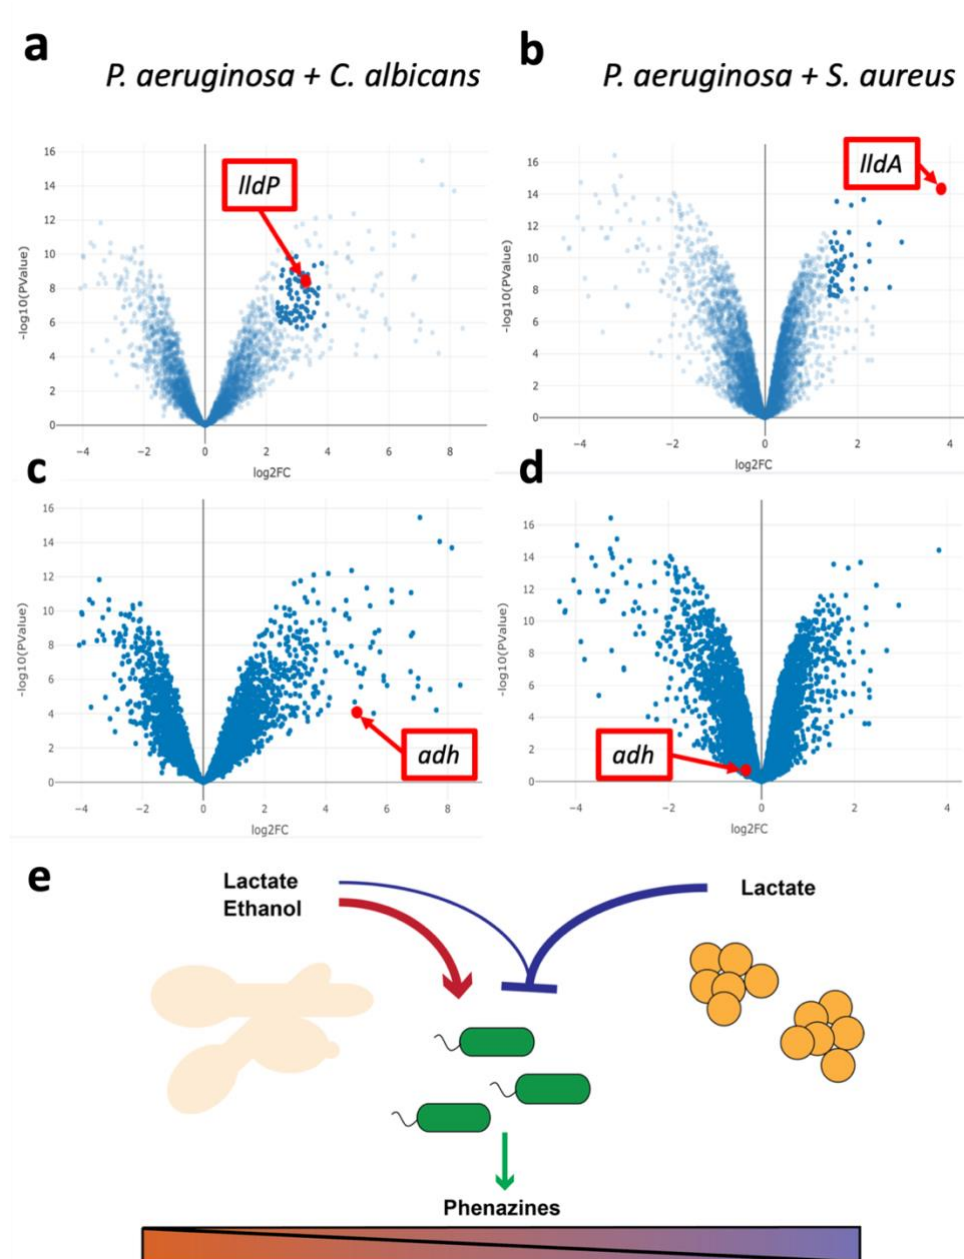 a
P. aeruginosa + C. albicans
b
P. aeruginosa + S. aureus
lldP
16
14
12
10
8
6
4
2
0
-log10(PValue)
−4
−2
0
2
4
6
8
log2FC
lldA
16
14
12
10
8
6
4
2
0
-log10(PValue)
−4
−2
0
2
4
log2FC
c
16
14
12
10
8
6
4
2
0
-log10(PValue)
adh
−4
−2
0
2
4
6
8
log2FC
d
16
14
12
10
8
6
4
2
0
-log10(PValue)
adh
−4
−2
0
2
4
log2FC
e
Lactate
Ethanol
Lactate
Phenazines